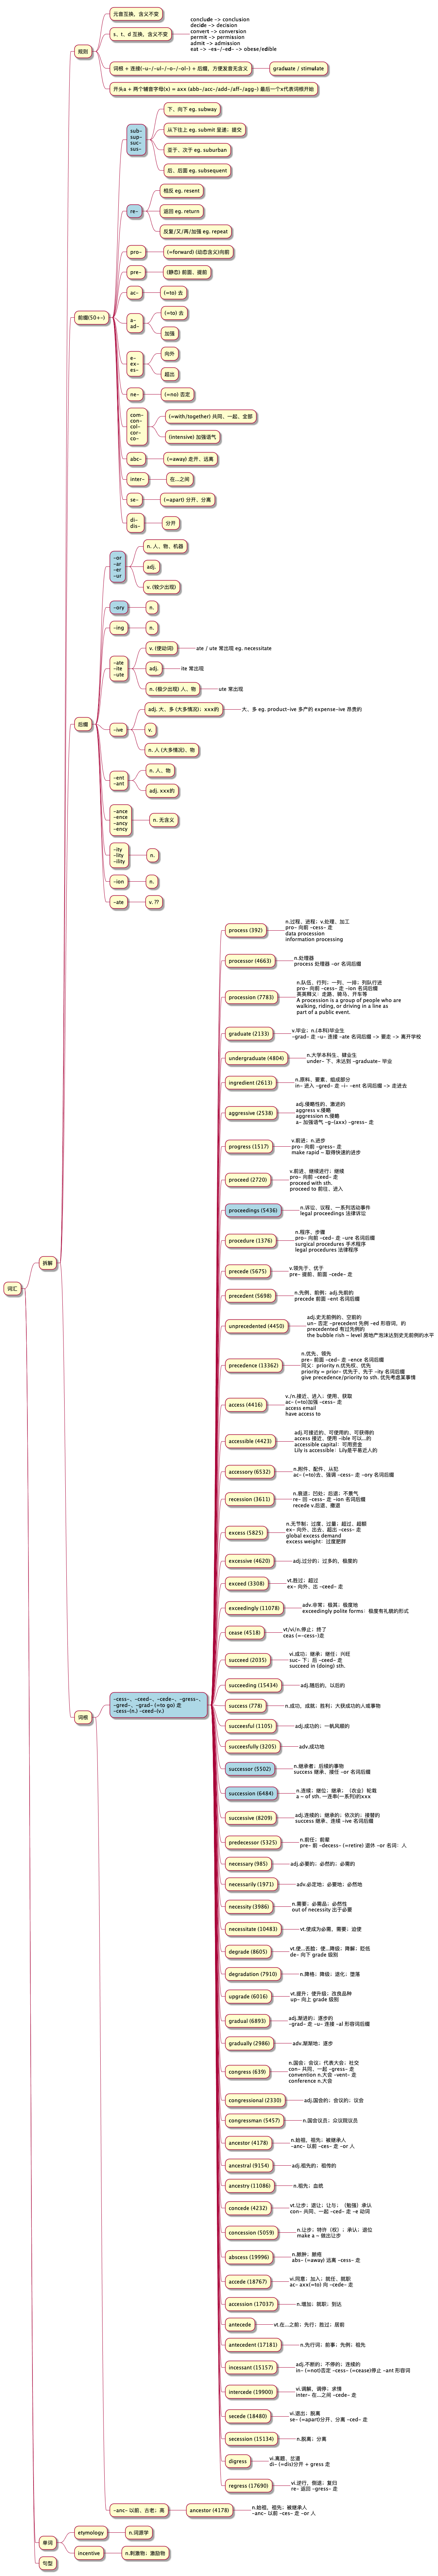 词汇
拆解
规则
元音互换，含义不变
s、t、d 互换，含义不变
conclude -> conclusion
decide -> decision
convert -> conversion
permit -> permission
admit -> admission
eat -> -es-/-ed- -> obese/edible
词根 + 连接(-u-/-ul-/-o-/-ol-) + 后缀，方便发音无含义
graduate / stimulate
开头a + 两个辅音字母(x) = axx (abb-/acc-/add-/aff-/agg-) 最后一个x代表词根开始
前缀(50+-)
sub-
sup-
suc-
sus-
下、向下 eg. subway
从下往上 eg. submit 呈递；提交
亚于、次于 eg. suburban
后、后面 eg. subsequent
re-
相反 eg. resent
返回 eg. return
反复/又/再/加强 eg. repeat
pro-
(=forward) (动态含义)向前
pre-
(静态) 前面、提前
ac-
(=to) 去
a-
ad-
(=to) 去
加强
e-
ex-
es-
向外
超出
ne-
(=no) 否定
com-
con-
col-
cor-
co-
(=with/together) 共同、一起、全部
(intensive) 加强语气
abc-
(=away) 走开、远离
inter-
在...之间
se-
(=apart) 分开、分离
di-
dis-
分开
后缀
-or
-ar
-er
-ur
n. 人、物、机器
adj.
v. (较少出现)
-ory
n.
-ing
n.
-ate
-ite
-ute
v. (使动词)
ate / ute 常出现 eg. necessitate
adj.
ite 常出现
n. (极少出现) 人、物
ute 常出现
-ive
adj. 大、多 (大多情况)；xxx的
大、多 eg. product-ive 多产的 expense-ive 昂贵的
v.
n. 人 (大多情况)、物
-ent
-ant
n. 人、物
adj. xxx的
-ance
-ence
-ancy
-ency
n. 无含义
-ity
-lity
-ility
n.
-ion
n.
-ate
v. ??
词根
-cess-、-ceed-、-cede-、-gress-、
-gred-、-grad- (=to go) 走
-cess-(n.) -ceed-(v.)
process (392)
n.过程、进程；v.处理、加工
pro- 向前 -cess- 走
data procession
information processing
processor (4663)
n.处理器
process 处理器 -or 名词后缀
procession (7783)
n.队伍、行列；一列、一排；列队行进
pro- 向前 -cess- 走 -ion 名词后缀
英英释义：走路、骑马、开车等
A procession is a group of people who are
walking, riding, or driving in a line as
part of a public event.
graduate (2133)
v.毕业；n.(本科)毕业生
-grad- 走 -u- 连接 -ate 名词后缀 -> 要走 -> 离开学校
undergraduate (4804)
n.大学本科生、肄业生
under- 下、未达到 -graduate- 毕业
ingredient (2613)
n.原料、要素、组成部分
in- 进入 -gred- 走 -i- -ent 名词后缀 -> 走进去
aggressive (2538)
adj.侵略性的、激进的
aggress v.侵略
aggression n.侵略
a- 加强语气 -g-(axx) -gress- 走
progress (1517)
v.前进；n.进步
pro- 向前 -gress- 走
make rapid ~ 取得快速的进步
proceed (2720)
v.前进、继续进行；继续
pro- 向前 -ceed- 走
proceed with sth.
proceed to 前往、进入
proceedings (5436)
n.诉讼、议程、一系列活动事件
legal proceedings 法律诉讼
procedure (1376)
n.程序、步骤
pro- 向前 -ced- 走 -ure 名词后缀
surgical procedures 手术程序
legal procedures 法律程序
precede (5675)
v.领先于、优于
pre- 提前、前面 -cede- 走
precedent (5698)
n.先例、前例；adj.先前的
precede 前面 -ent 名词后缀
unprecedented (4450)
adj.史无前例的、空前的
un- 否定 -precedent 先例 -ed 形容词，的
precedented 有过先例的
the bubble rish ~ level 房地产泡沫达到史无前例的水平
precedence (13362)
n.优先、领先
pre- 前面 -ced- 走 -ence 名词后缀
同义：priority n.优先权、优先
priority = prior- 优先于、先于 -ity 名词后缀
give precedence/priority to sth. 优先考虑某事情
access (4416)
v./n.接近、进入；使用、获取
ac- (=to)加强 -cess- 走
access email
have access to
accessible (4423)
adj.可接近的、可使用的、可获得的
access 接近、使用 -ible 可以...的
accessible capital：可用资金
Lily is accessible：Lily是平易近人的
accessory (6532)
n.附件、配件、从犯
ac- (=to)去、强调 -cess- 走 -ory 名词后缀
recession (3611)
n.衰退；凹处；后退；不景气
re- 回 -cess- 走 -ion 名词后缀
recede v.后退、撤退
excess (5825)
n.无节制；过度、过量；超过、超额
ex- 向外、出去、超出 -cess- 走
global excess demand
excess weight：过度肥胖
excessive (4620)
adj.过分的；过多的、极度的
exceed (3308)
vt.胜过；超过
ex- 向外、出 -ceed- 走
exceedingly (11078)
adv.非常；极其；极度地
exceedingly polite forms：极度有礼貌的形式
cease (4518)
vt/vi/n.停止；终了
ceas (=-cess-)走
succeed (2035)
vi.成功；继承；继任；兴旺
suc- 下；后 -ceed- 走
succeed in (doing) sth.
succeeding (15434)
adj.随后的、以后的
success (778)
n.成功、成就；胜利；大获成功的人或事物
succeesful (1105)
adj.成功的；一帆风顺的
succeesfully (3205)
adv.成功地
successor (5502)
n.继承者；后续的事物
success 继承、接任 -or 名词后缀
succession (6484)
n.连续；继位；继承；（农业）轮栽
a ~ of sth. 一连串(一系列)的xxx
successive (8209)
adj.连续的；继承的；依次的；接替的
success 继承、连续 -ive 名词后缀
predecessor (5325)
n.前任；前辈
pre- 前 -decess- (=retire) 退休 -or 名词：人
necessary (985)
adj.必要的；必然的；必需的
necessarily (1971)
adv.必定地；必要地；必然地
necessity (3986)
n.需要；必需品；必然性
out of necessity 出于必要
necessitate (10483)
vt.使成为必需、需要；迫使
degrade (8605)
vt.使...丢脸；使...降级；降解；贬低
de- 向下 grade 级别
degradation (7910)
n.降格；降级；退化；堕落
upgrade (6016)
vt.提升；使升级；改良品种
up- 向上 grade 级别
gradual (6893)
adj.渐进的；逐步的
-grad- 走 -u- 连接 -al 形容词后缀
gradually (2986)
adv.渐渐地；逐步
congress (639)
n.国会；会议；代表大会；社交
con- 共同，一起 -gress- 走
convention n.大会 -vent- 走
conference n.大会
congressional (2330)
adj.国会的；会议的；议会
congressman (5457)
n.国会议员；众议院议员
ancestor (4178)
n.始祖、祖先；被继承人
-anc- 以前 -ces- 走 -or 人
ancestral (9154)
adj.祖先的；祖传的
ancestry (11086)
n.祖先；血统
concede (4232)
vt.让步；退让；让与；（勉强）承认
con- 共同、一起 -ced- 走 -e 动词
concession (5059)
n.让步；特许（权）；承认；退位
make a ~ 做出让步
abscess (19996)
n.脓肿；脓疮
abs- (=away) 远离 -cess- 走
accede (18767)
vi.同意；加入；就任、就职
ac- axx(=to) 向 -cede- 走
accession (17037)
n.增加；就职；到达
antecede
vt.在...之前；先行；胜过；居前
antecedent (17181)
n.先行词；前事；先例；祖先
incessant (15157)
adj.不断的；不停的；连续的
in- (=not)否定 -cess- (=cease)停止 -ant 形容词
intercede (19900)
vi.调解、调停；求情
inter- 在...之间 -cede- 走
secede (18480)
vi.退出；脱离
se- (=apart)分开、分离 -ced- 走
secession (15134)
n.脱离；分离
digress
vi.离题、岔道
di- (=dis)分开 + gress 走
regress (17690)
vi.逆行、倒退；复归
re- 返回 -gress- 走
-anc- 以前、古老；高
ancestor (4178)
n.始祖、祖先；被继承人
-anc- 以前 -ces- 走 -or 人
单词
etymology
n.词源学
incentive
n.刺激物；激励物
句型